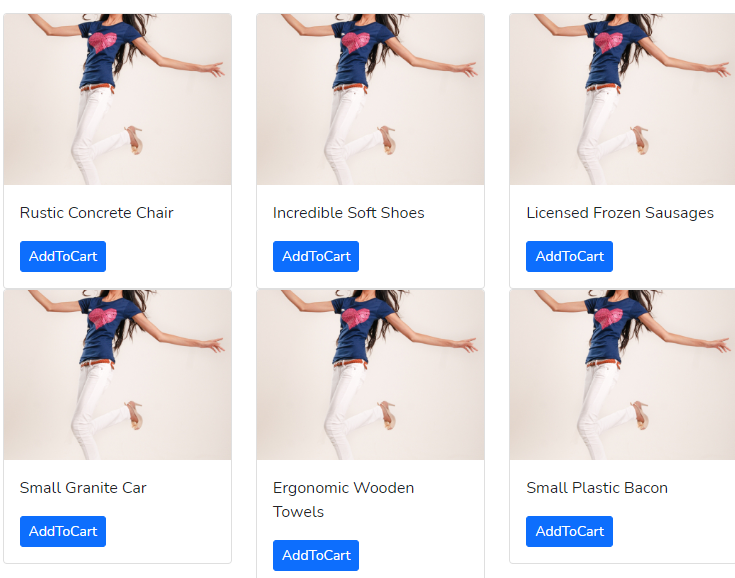 Rustic Concrete Chair
Incredible Soft Shoes
Licensed Frozen Sausages
AddToCart
AddToCart
AddToCart
Small Granite Car
Ergonomic Wooden
Towels
Small Plastic Bacon
AddToCart
AddToCart
AddToCart